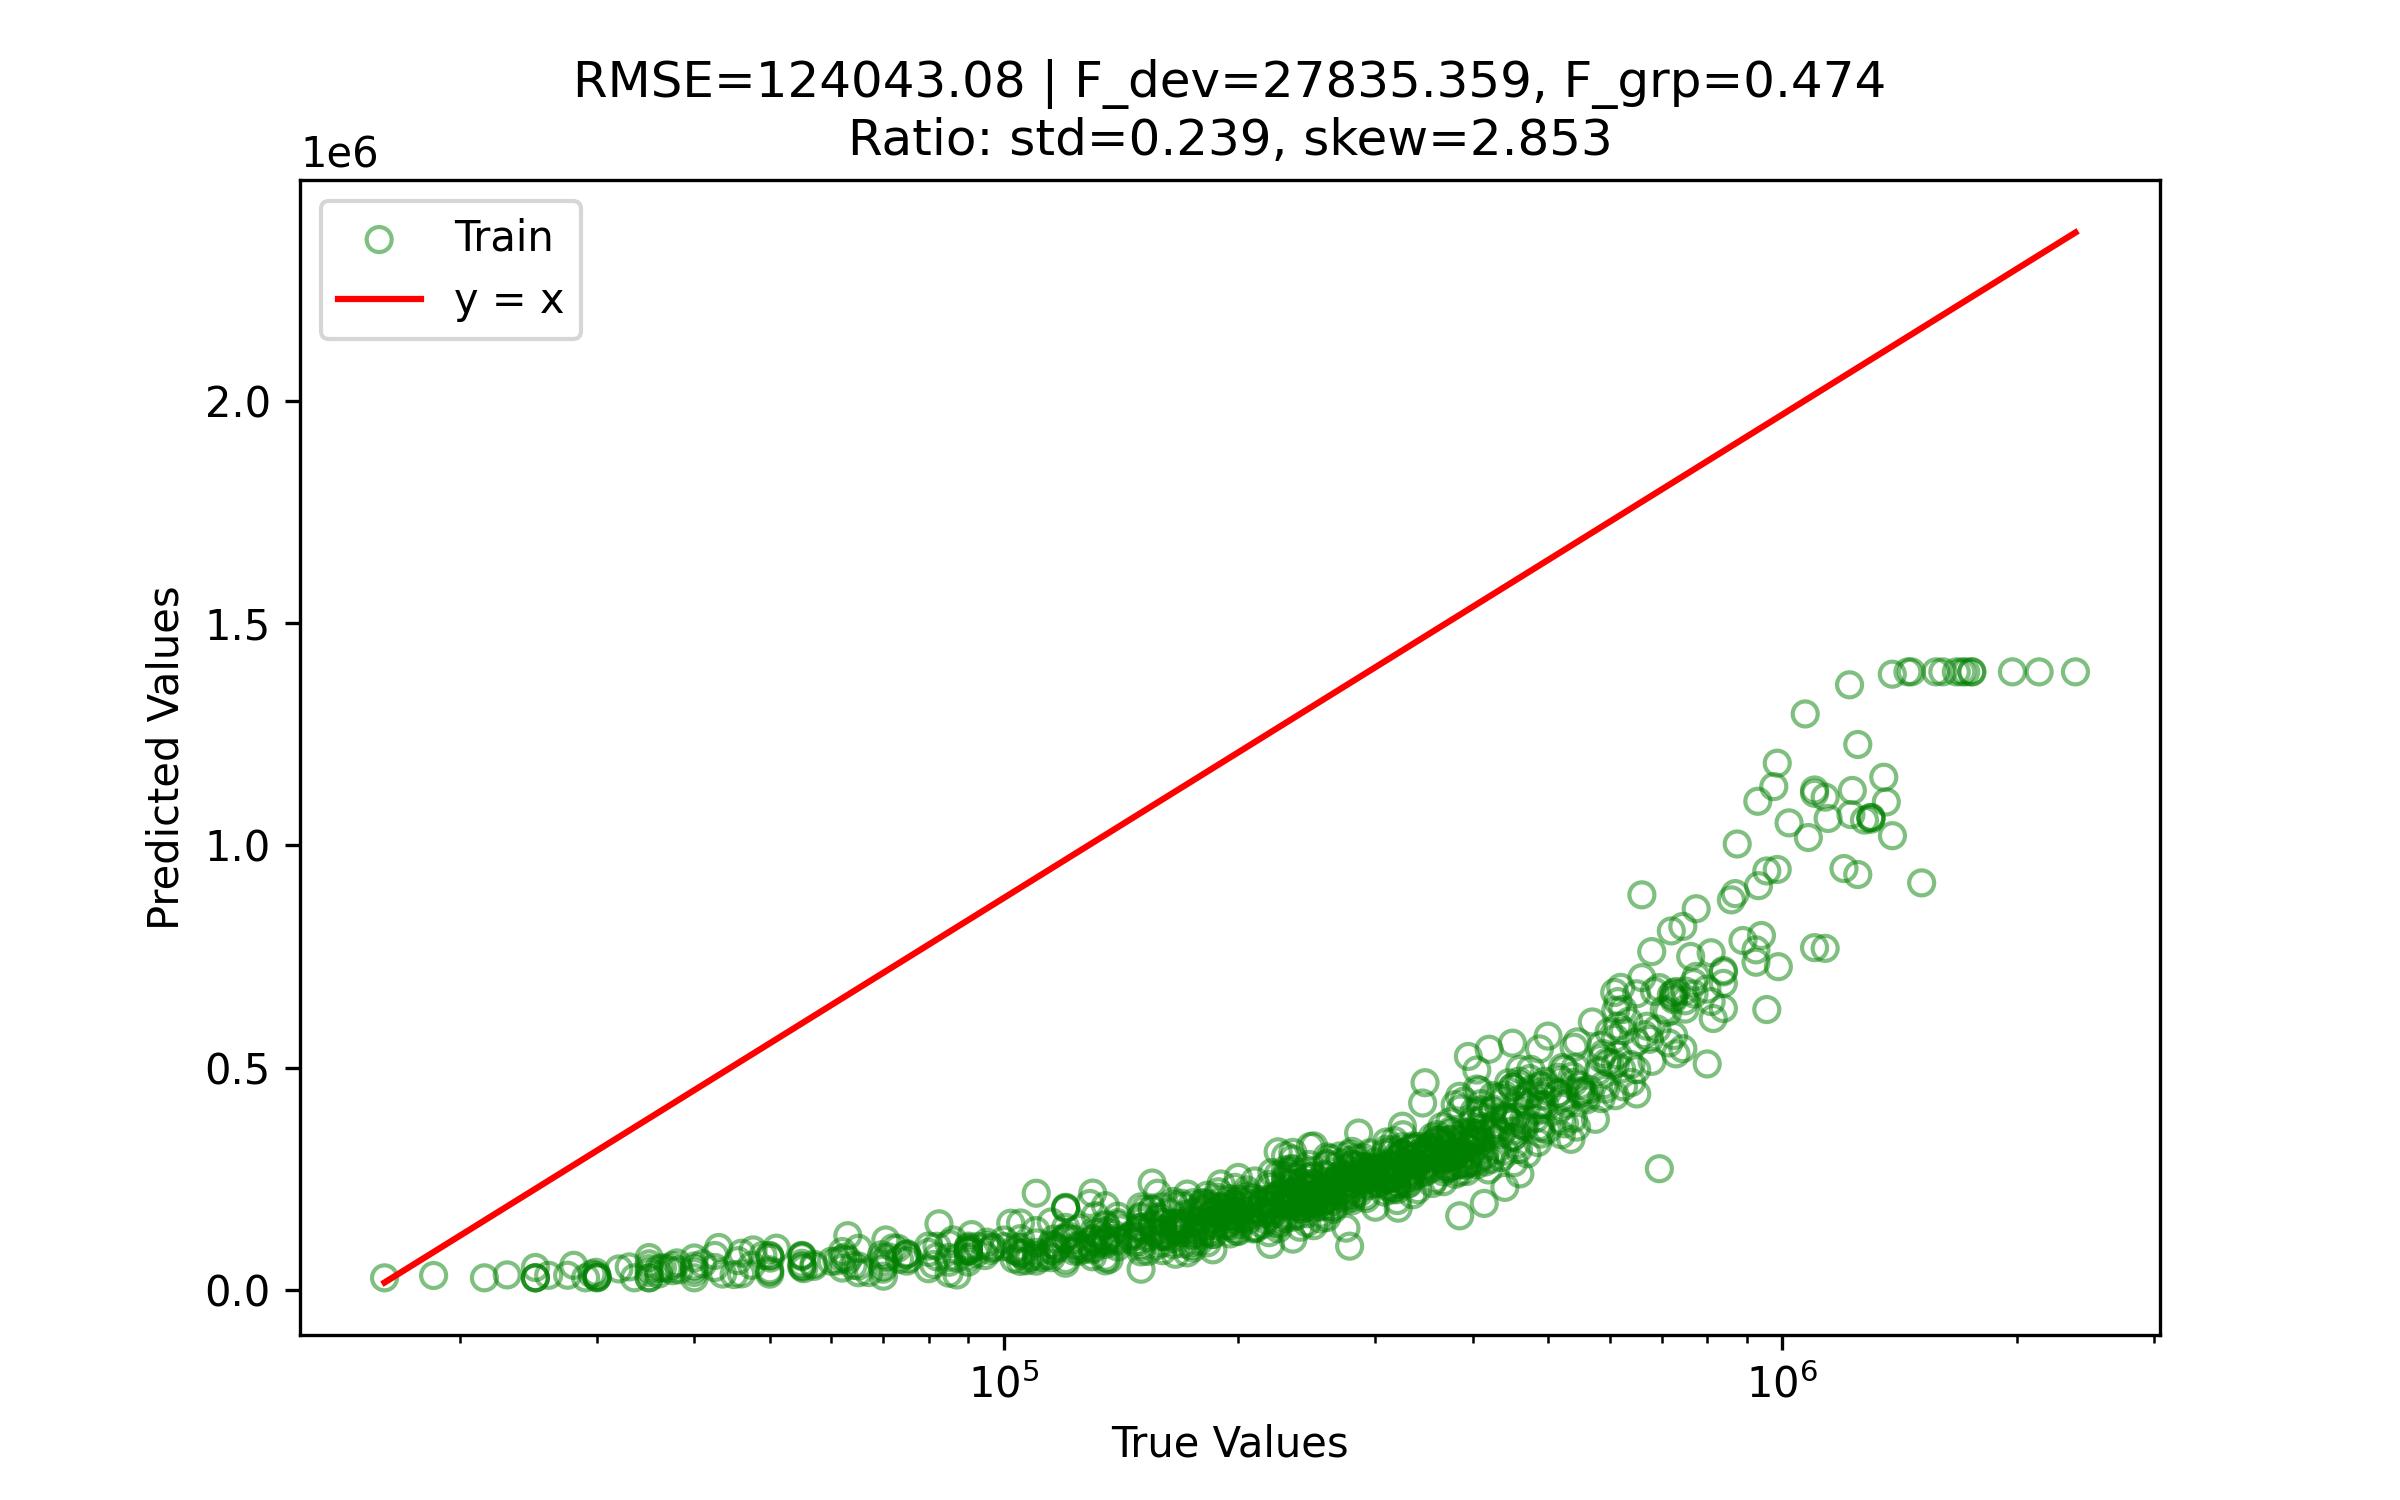 RMSE=124043.08 | F_dev=27835.359, F_grp=0.474
Ratio: std=0.239, skew=2.853
1e6
Train
y = x
2.0
1.5
1.0
0.5
0.0
Predicted Values
10⁵
10⁶
True Values